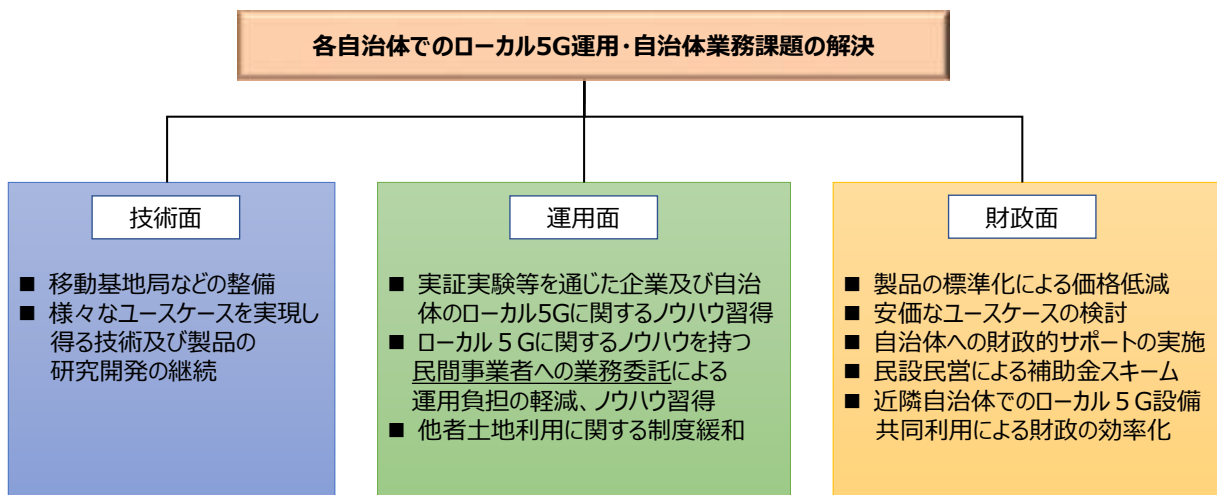 各自治体でのローカル5G運用・自治体業務課題の解決
技術面
■ 移動基地局などの整備
■ 様々なユースケースを実現し
得る技術及び製品の
研究開発の継続
運用面
■ 実証実験等を通じた企業及び自治
体のローカル5Gに関するノウハウ習得
■ ローカル５Gに関するノウハウを持つ
民間事業者への業務委託による
運用負担の軽減、ノウハウ習得
■ 他者土地利用に関する制度緩和
財政面
■ 製品の標準化による価格低減
■ 安価なユースケースの検討
■ 自治体への財政的サポートの実施
■ 民設民営による補助金スキーム
■ 近隣自治体でのローカル５G設備
共同利用による財政の効率化